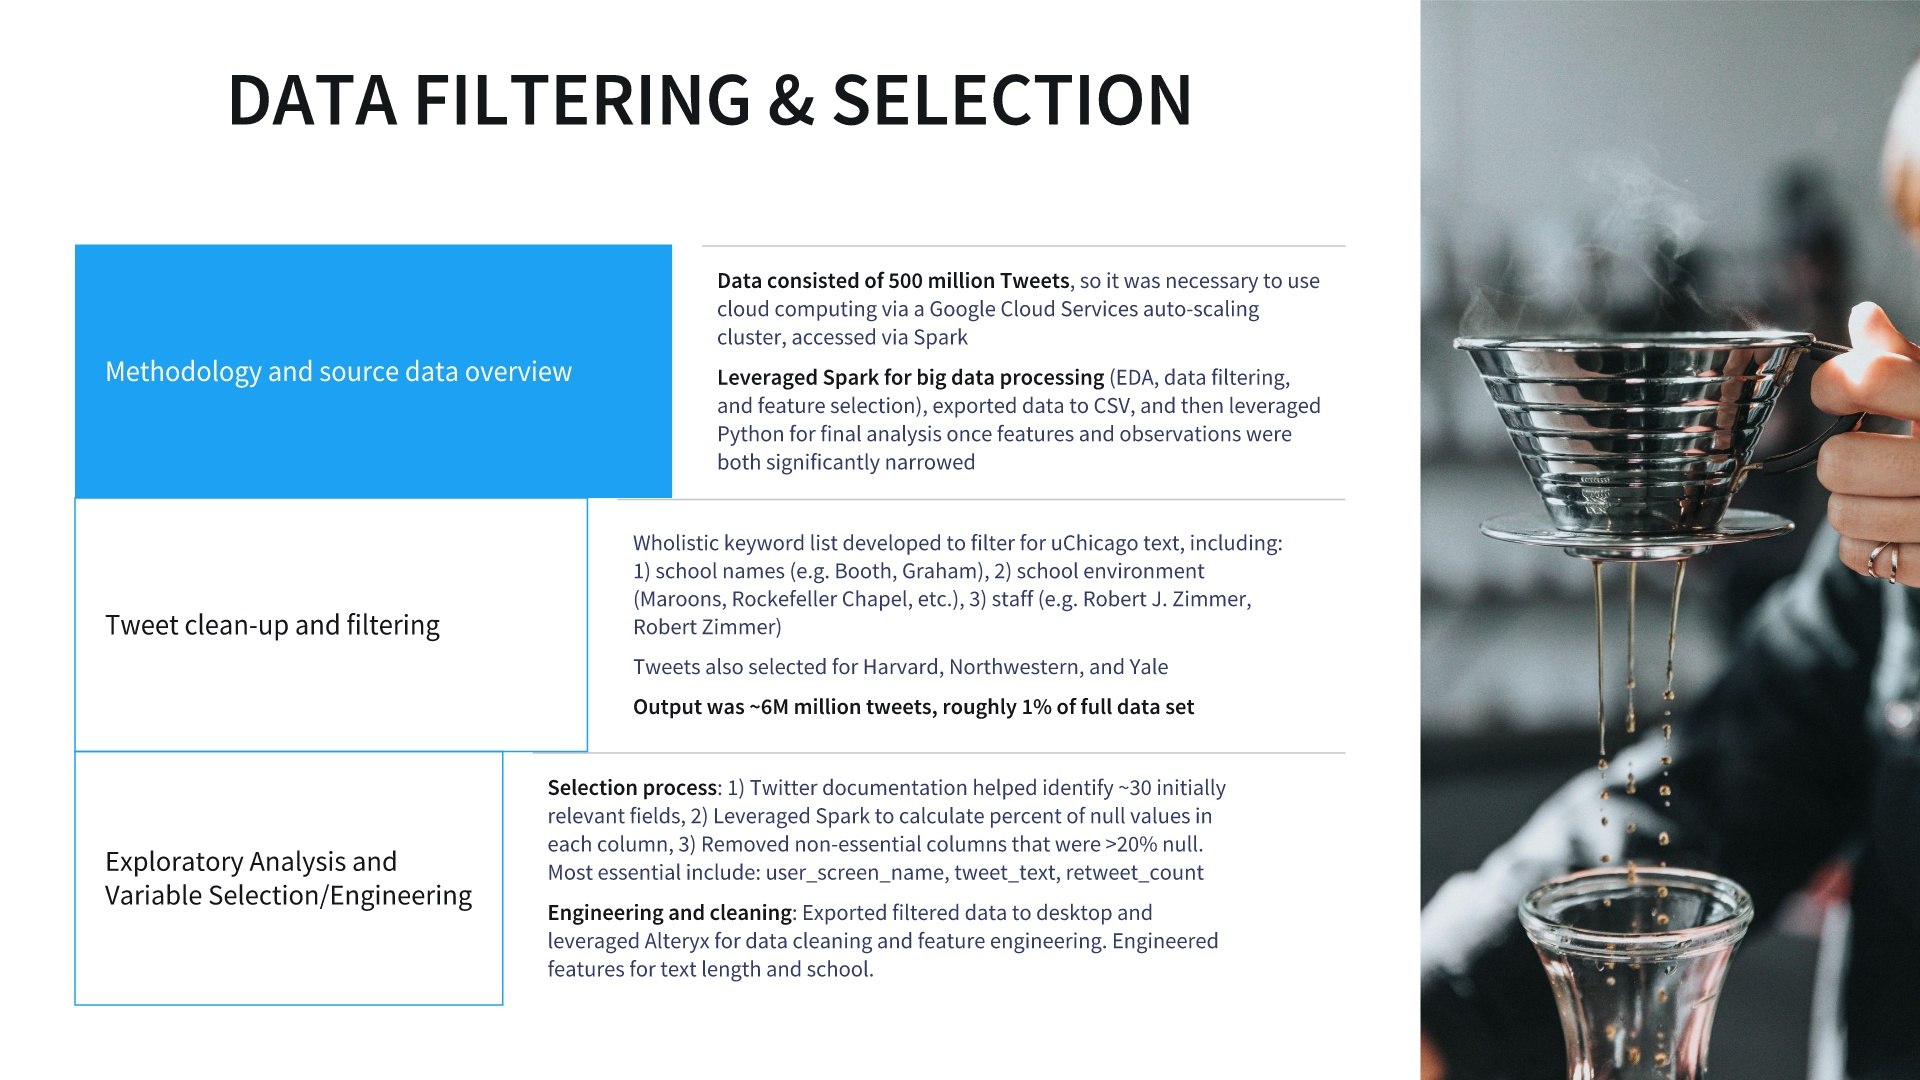 DATA FILTERING & SELECTION
Methodology and source data overview
Data consisted of 500 million Tweets, so it was necessary to use
cloud computing via a Google Cloud Services auto-scaling
cluster, accessed via Spark
Leveraged Spark for big data processing (EDA, data filtering,
and feature selection), exported data to CSV, and then leveraged
Python for final analysis once features and observations were
both significantly narrowed
Tweet clean-up and filtering
Wholistic keyword list developed to filter for uChicago text, including:
1) school names (e.g. Booth, Graham), 2) school environment
(Maroons, Rockefeller Chapel, etc.), 3) staff (e.g. Robert J. Zimmer,
Robert Zimmer)
Tweets also selected for Harvard, Northwestern, and Yale
Output was ~6M million tweets, roughly 1% of full data set
Exploratory Analysis and
Variable Selection/Engineering
Selection process: 1) Twitter documentation helped identify ~30 initially
relevant fields, 2) Leveraged Spark to calculate percent of null values in
each column, 3) Removed non-essential columns that were >20% null.
Most essential include: user_screen_name, tweet_text, retweet_count
Engineering and cleaning: Exported filtered data to desktop and
leveraged Alteryx for data cleaning and feature engineering. Engineered
features for text length and school.